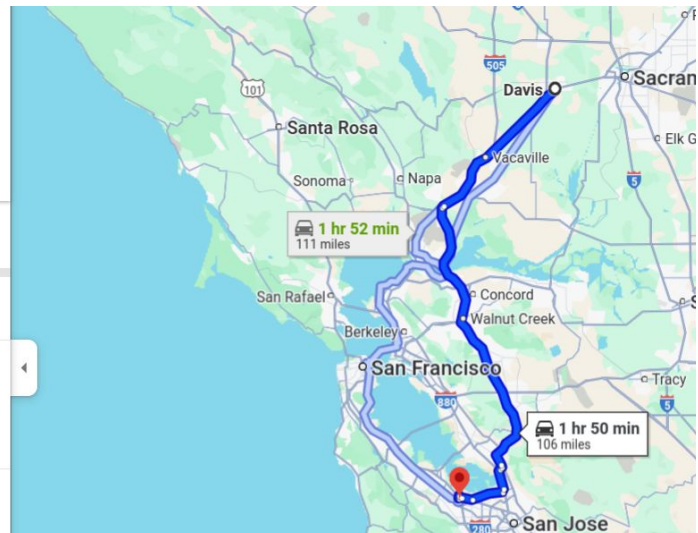 505
Davis
Sacram
101
Santa Rosa
Elk G
Vacaville
Sonoma
Napa
5
1 hr 52 min
111 miles
San Rafael
Concord
Walnut Creek
Berkeley
San Francisco
Tracy
880
5
1 hr 50 min
106 miles
280
San Jose